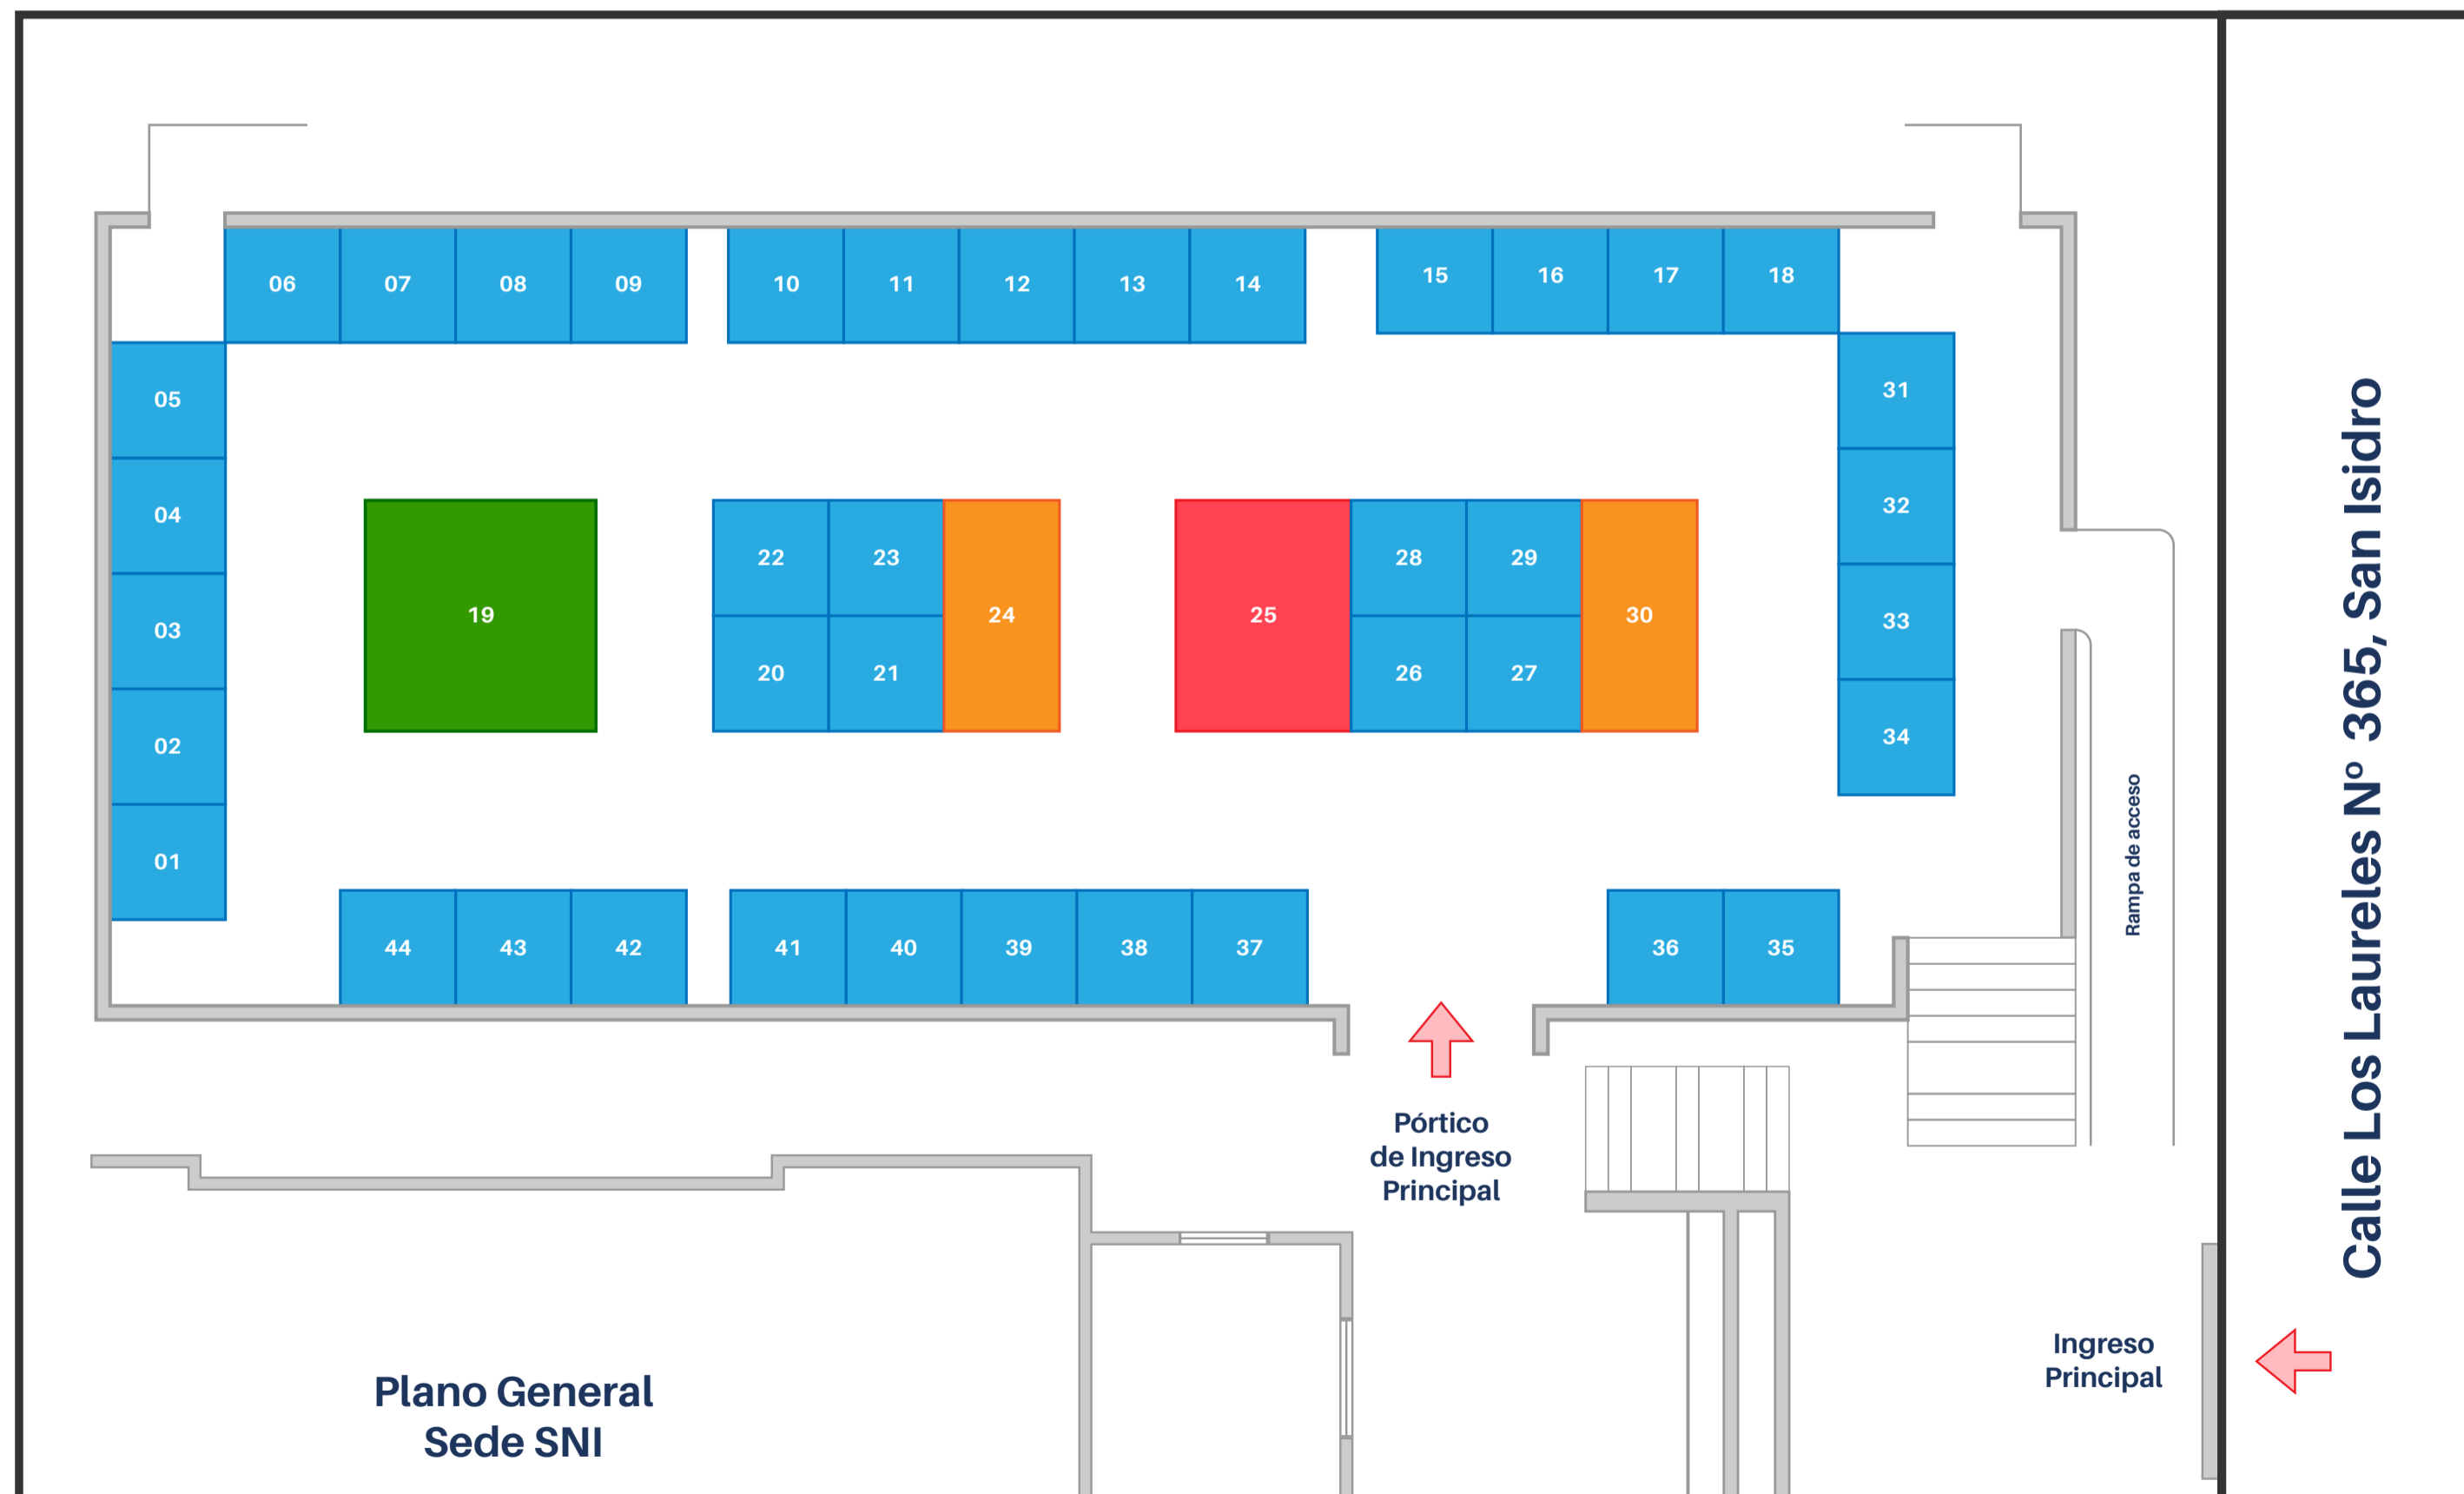 06 07 08 09 10 11 12 13 14 15 16 17 18
05
04
03
02
01
19
22 23
20 21
24
25
28 29
26 27
30
31
32
33
34
44 43 42 41 40 39 38 37 36 35
Rampa de acceso
Calle Los Laureles Nº 365, San Isidro
Pórtico
de Ingreso
Principal
Ingreso
Principal
Plano General
Sede SNI